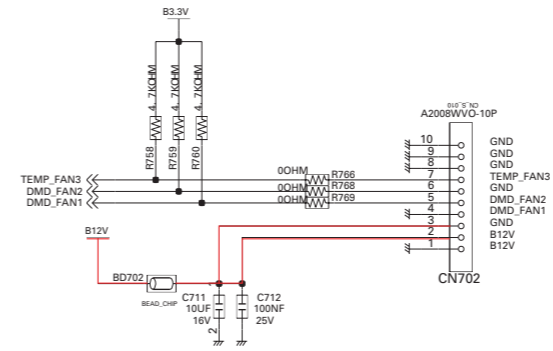 B3.3V
4.7KOHM
4.7KOHM
4.7KOHM
R758
R759
R760
CN_S_010
A2008WVO-10P
10 GND
9 GND
8 GND
7 TEMP_FAN3
6 GND
5 DMD_FAN2
4 DMD_FAN1
3 GND
2 B12V
1 B12V
CN702
TEMP_FAN3
DMD_FAN2
DMD_FAN1
0OHM R766
0OHM R768
0OHM R769
B12V
BD702
BEAD_CHIP
C711
10UF
16V
1
2
C712
100NF
25V